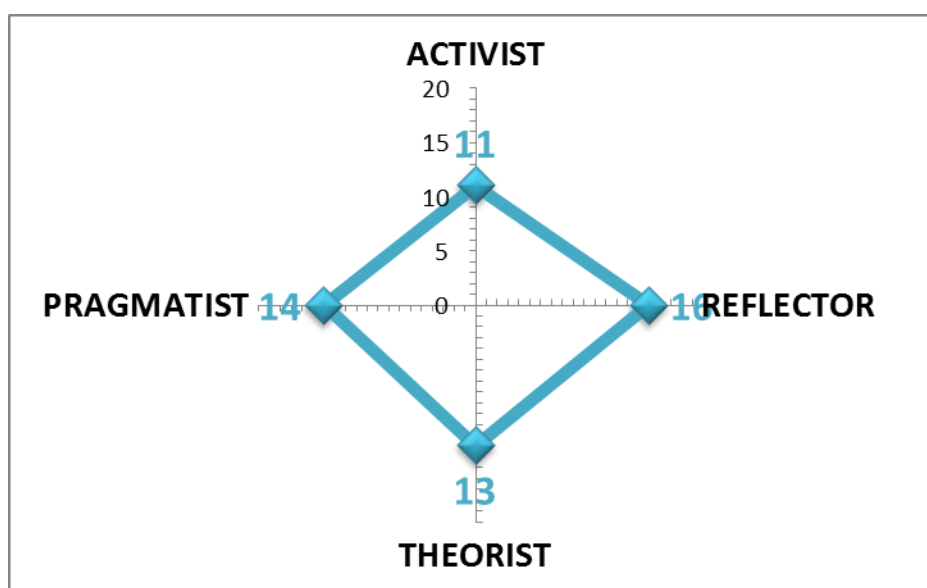 ACTIVIST
20
15
11
10
5
PRAGMATIST 14 0 16 REFLECTOR
13
THEORIST